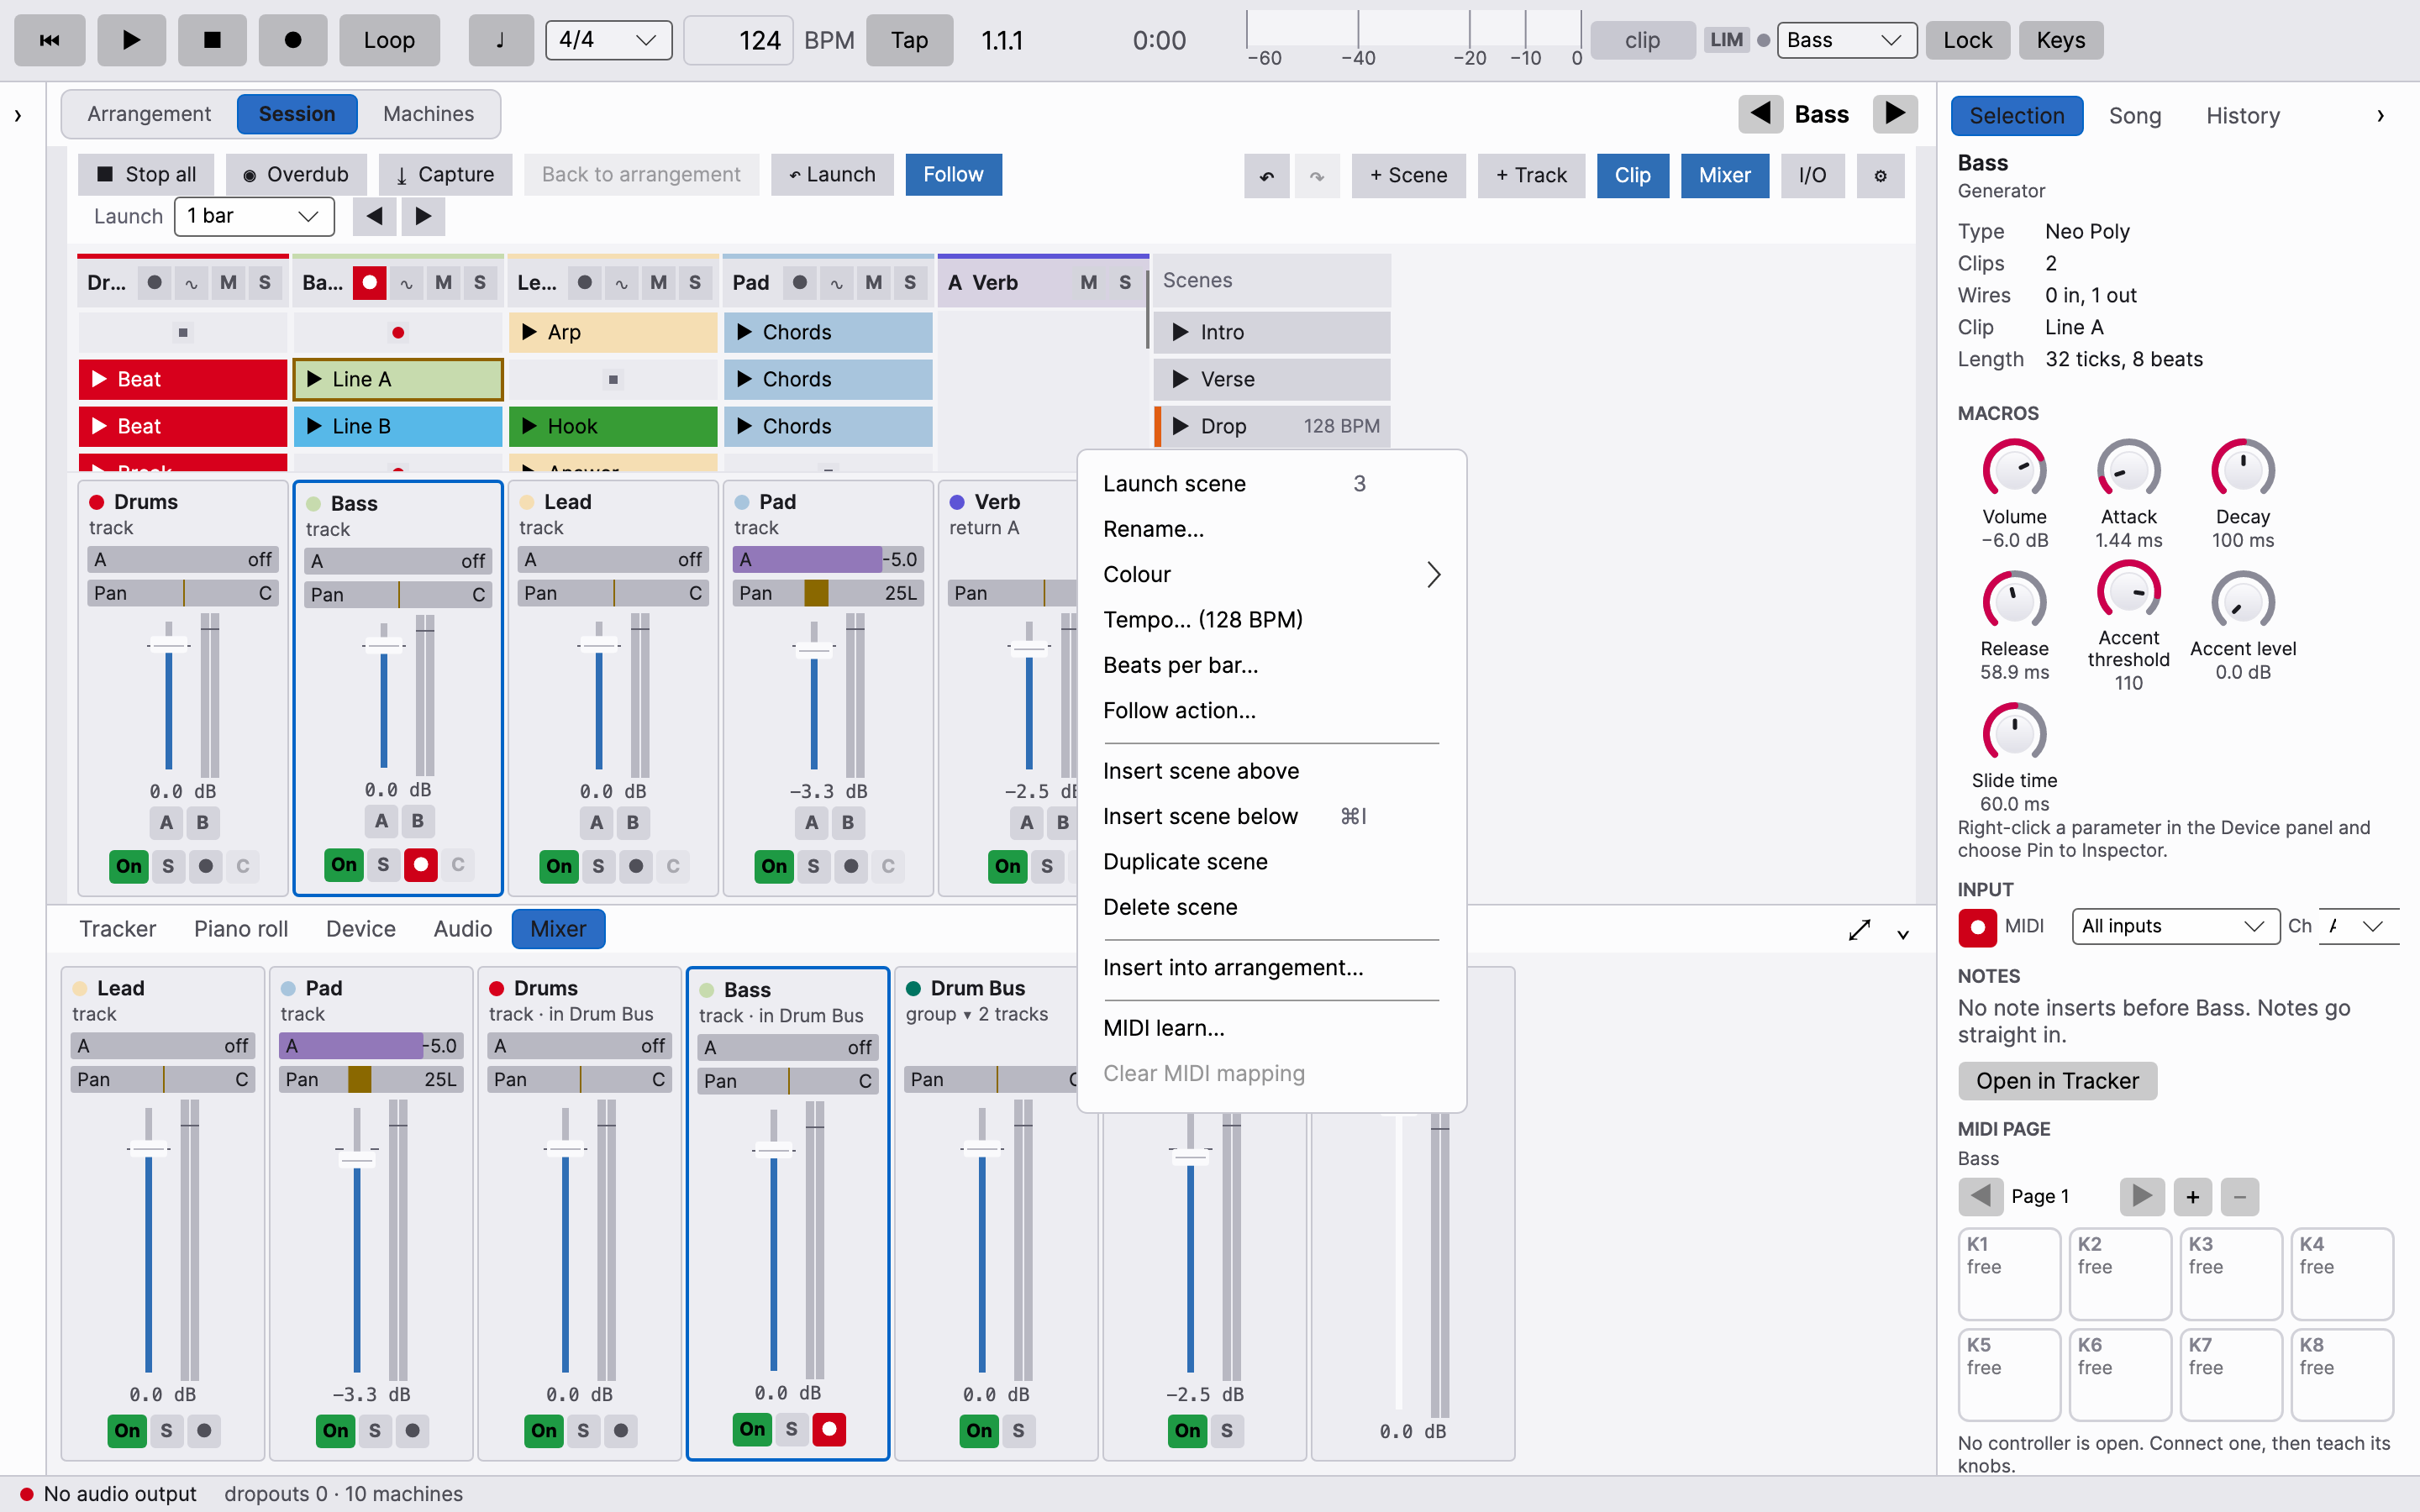 Loop
4/4
124 BPM
Tap
1.1.1
0:00
−60 −40 −20 −10 0
clip
LIM
Bass
Lock
Keys
Arrangement Session Machines
Bass
Stop all
Overdub
Capture
Back to arrangement
Launch
Follow
+ Scene
+ Track
Clip
Mixer
I/O
Launch 1 bar
Dr... M S
Ba... M S
Le... M S
Pad M S
A Verb M S
Scenes
Arp
Chords
Intro
Beat
Line A
Chords
Verse
Beat
Line B
Hook
Chords
Drop 128 BPM
Break
Answer
Drums
track
A off
Pan C
0.0 dB
A B
On S C
Bass
track
A off
Pan C
0.0 dB
A B
On S C
Lead
track
A off
Pan C
0.0 dB
A B
On S C
Pad
track
A -5.0
Pan 25L
−3.3 dB
A B
On S C
Verb
return A
Pan
−2.5 dB
A B
On S
Launch scene 3
Rename...
Colour
Tempo... (128 BPM)
Beats per bar...
Follow action...
Insert scene above
Insert scene below ⌘I
Duplicate scene
Delete scene
Insert into arrangement...
MIDI learn...
Clear MIDI mapping
Tracker Piano roll Device Audio Mixer
Lead
track
A off
Pan C
0.0 dB
On S
Pad
track
A -5.0
Pan 25L
−3.3 dB
On S
Drums
track · in Drum Bus
A off
Pan C
0.0 dB
On S
Bass
track · in Drum Bus
A off
Pan C
0.0 dB
On S
Drum Bus
group ▾ 2 tracks
Pan C
0.0 dB
On S
−2.5 dB
On S
0.0 dB
Selection Song History
Bass
Generator
Type Neo Poly
Clips 2
Wires 0 in, 1 out
Clip Line A
Length 32 ticks, 8 beats
MACROS
Volume
−6.0 dB
Attack
1.44 ms
Decay
100 ms
Release
58.9 ms
Accent
threshold
110
Accent level
0.0 dB
Slide time
60.0 ms
Right-click a parameter in the Device panel and
choose Pin to Inspector.
INPUT
MIDI All inputs Ch
NOTES
No note inserts before Bass. Notes go
straight in.
Open in Tracker
MIDI PAGE
Bass
Page 1 + −
K1
free
K2
free
K3
free
K4
free
K5
free
K6
free
K7
free
K8
free
No controller is open. Connect one, then teach its
knobs.
No audio output dropouts 0 · 10 machines